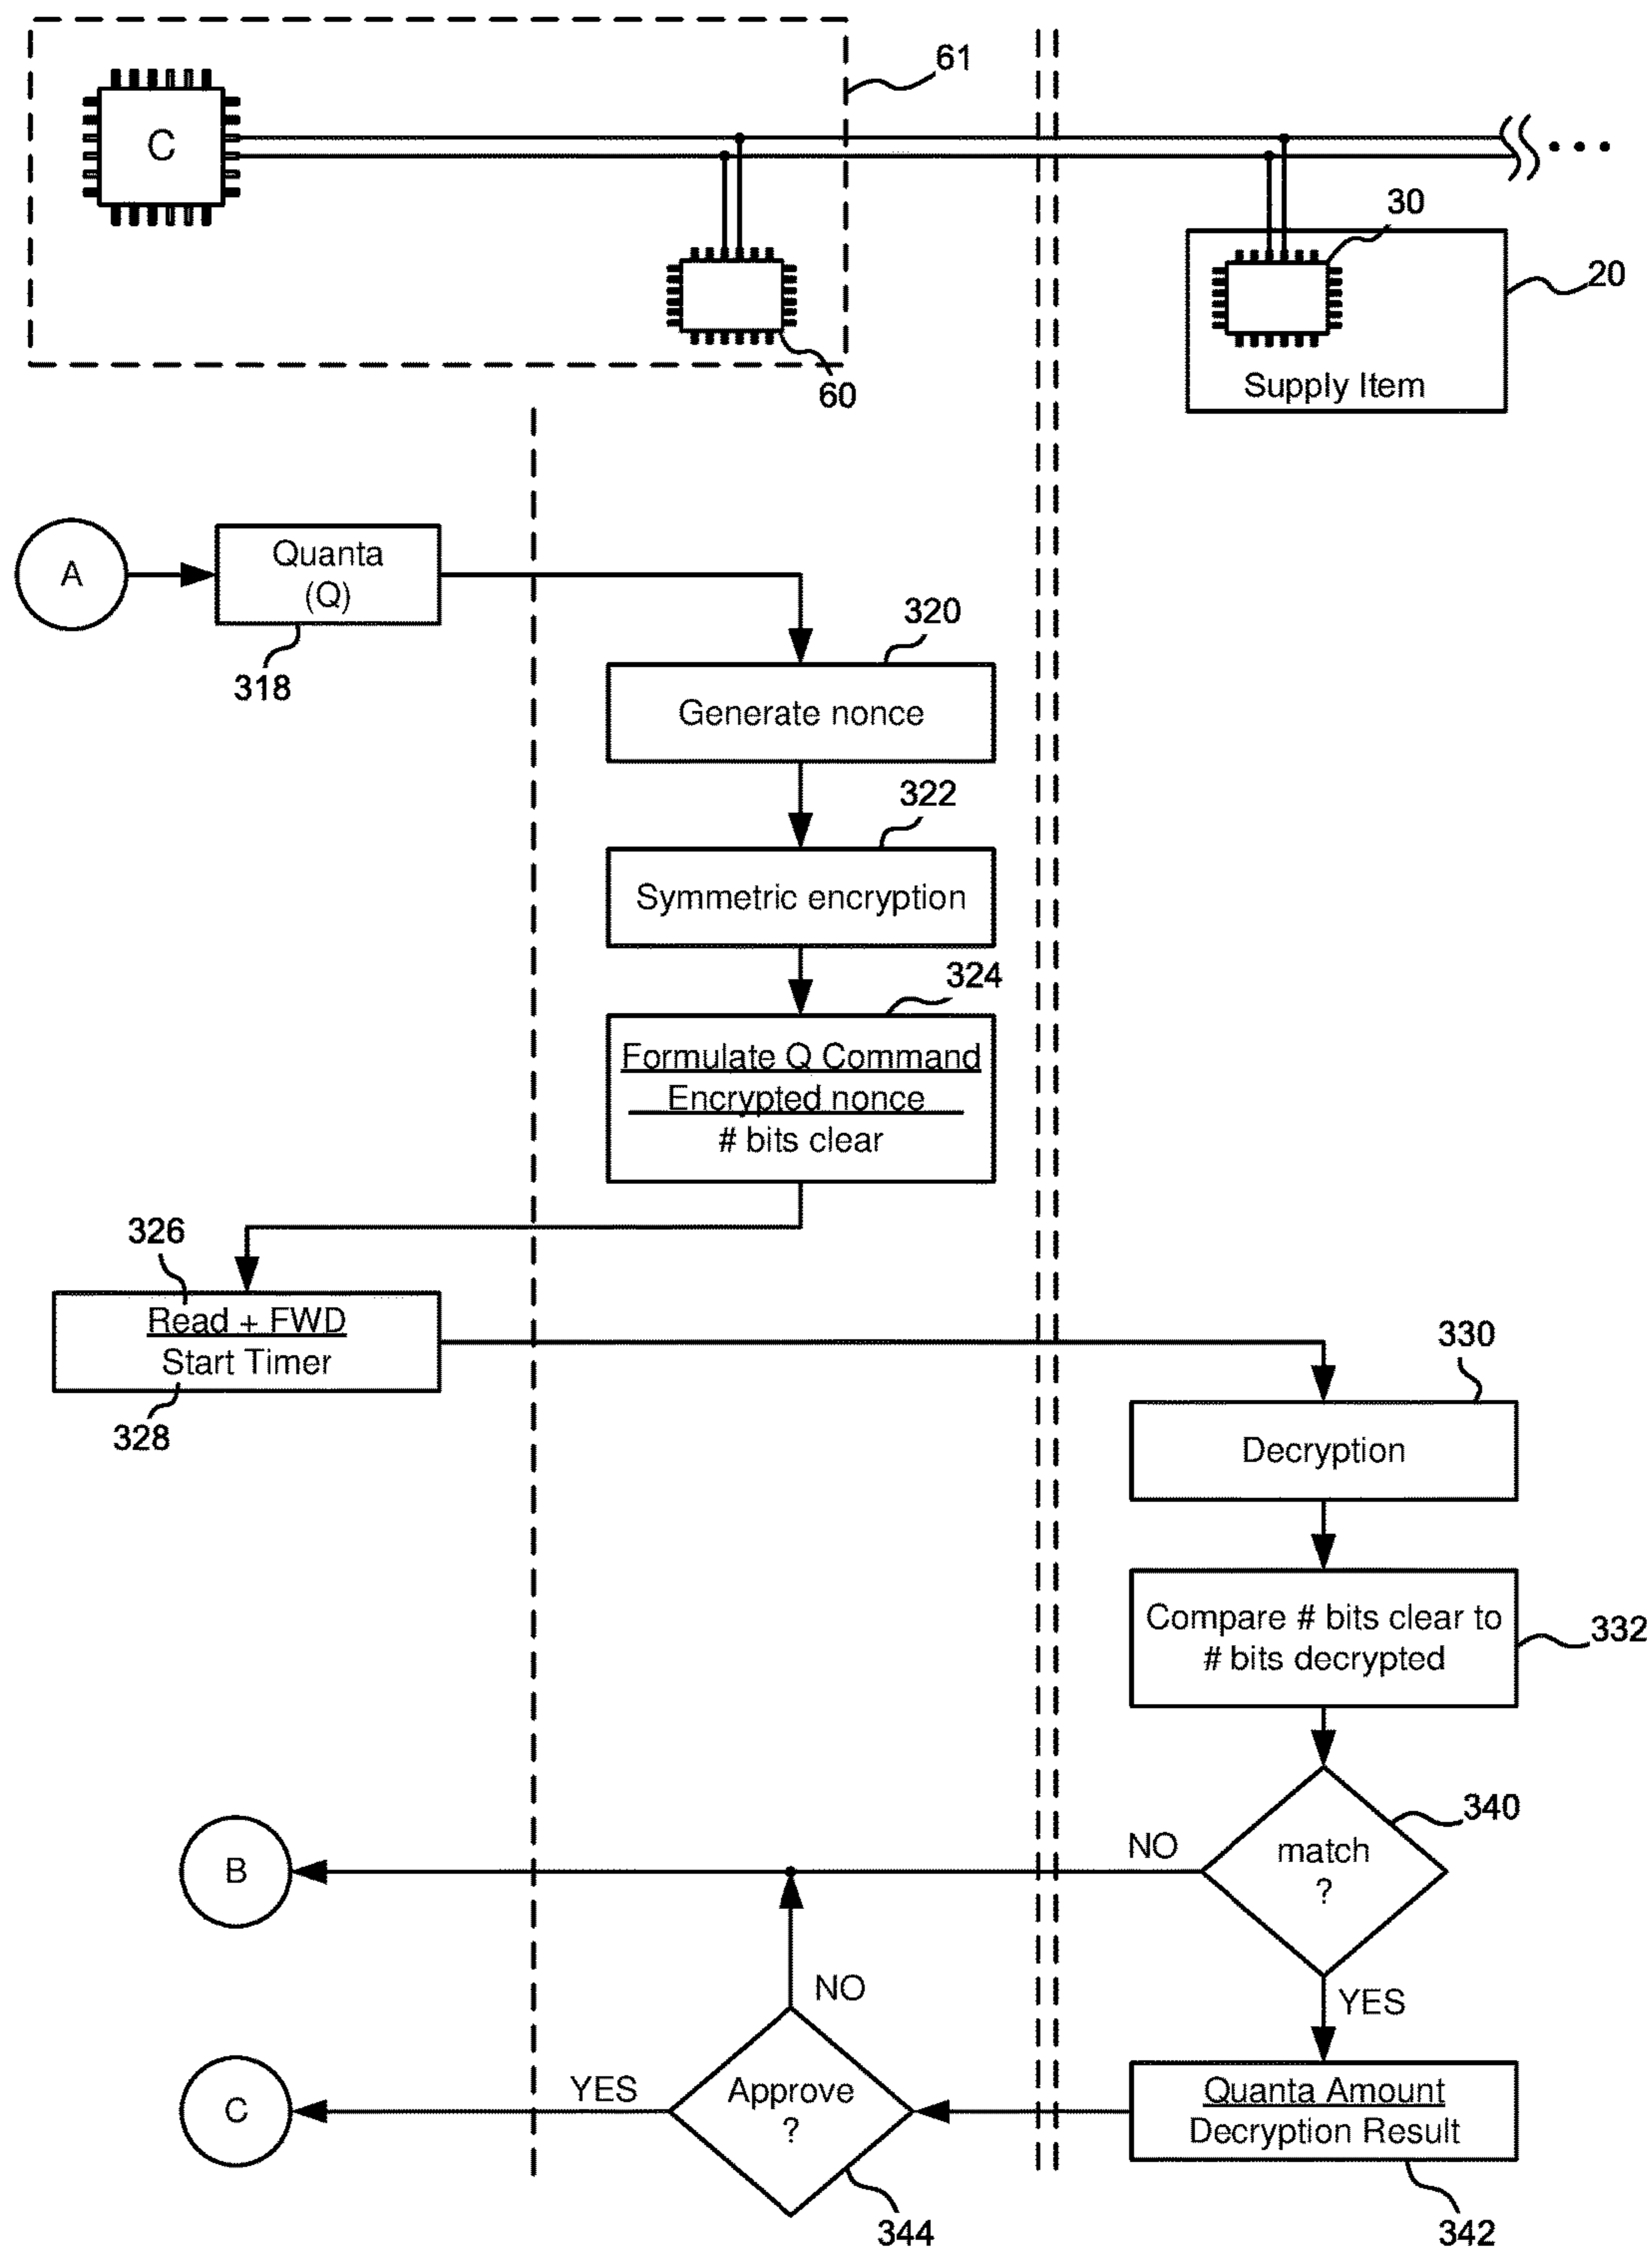 61
C
30
20
Supply Item
60
A
Quanta
(Q)
318
320
Generate nonce
322
Symmetric encryption
324
Formulate Q Command
Encrypted nonce
# bits clear
326
Read + FWD
Start Timer
328
330
Decryption
Compare # bits clear to
# bits decrypted
332
340
match
?
NO
B
YES
NO
Quanta Amount
Decryption Result
342
Approve
?
344
YES
C